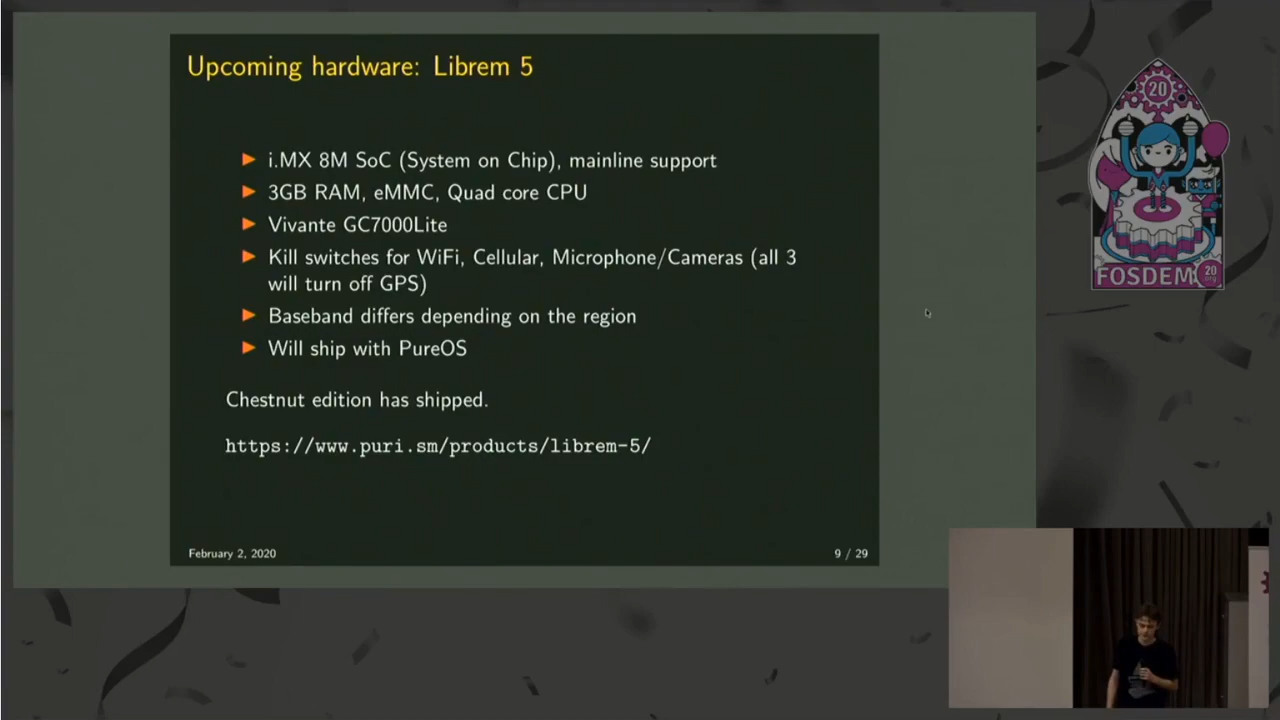 Upcoming hardware: Librem 5
i.MX 8M SoC (System on Chip), mainline support
3GB RAM, eMMC, Quad core CPU
Vivante GC7000Lite
Kill switches for WiFi, Cellular, Microphone/Cameras (all 3
will turn off GPS)
Baseband differs depending on the region
Will ship with PureOS
Chestnut edition has shipped.
https://www.puri.sm/products/librem-5/
February 2, 2020
9 / 29
20
FOSDEM
20
.org